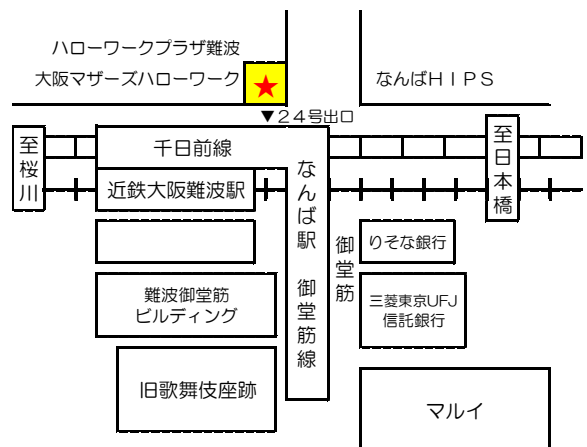 ハローワークプラザ難波
大阪マザーズハローワーク
★
なんばＨＩＰＳ
▼２４号出口
至桜川
千日前線
至日本橋
近鉄大阪難波駅
なんば駅 御堂筋線
御堂筋
りそな銀行
難波御堂筋
ビルディング
三菱東京UFJ
信託銀行
旧歌舞伎座跡
マルイ